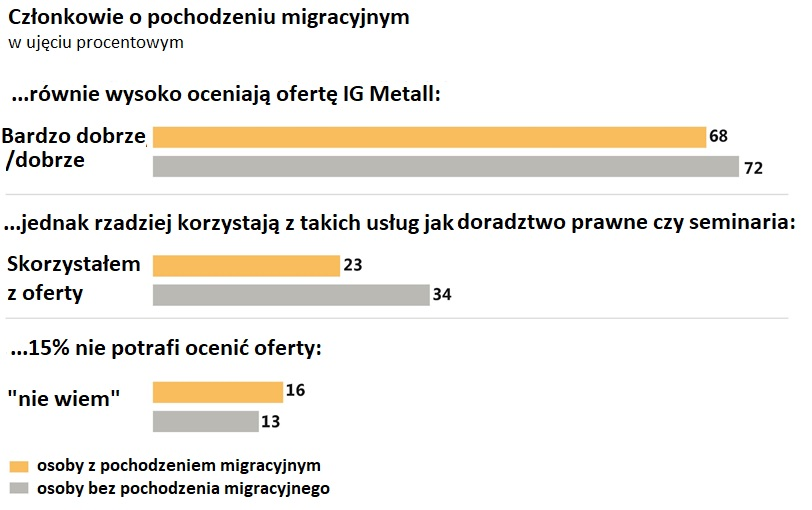 Członkowie o pochodzeniu migracyjnym
w ujęciu procentowym
...równie wysoko oceniają ofertę IG Metall:
Bardzo dobrze,
/dobrze
68
72
...jednak rzadziej korzystają z takich usług jak doradztwo prawne czy seminaria:
Skorzystałem
z oferty
23
34
...15% nie potrafi ocenić oferty:
"nie wiem"
16
13
osoby z pochodzeniem migracyjnym
osoby bez pochodzenia migracyjnego